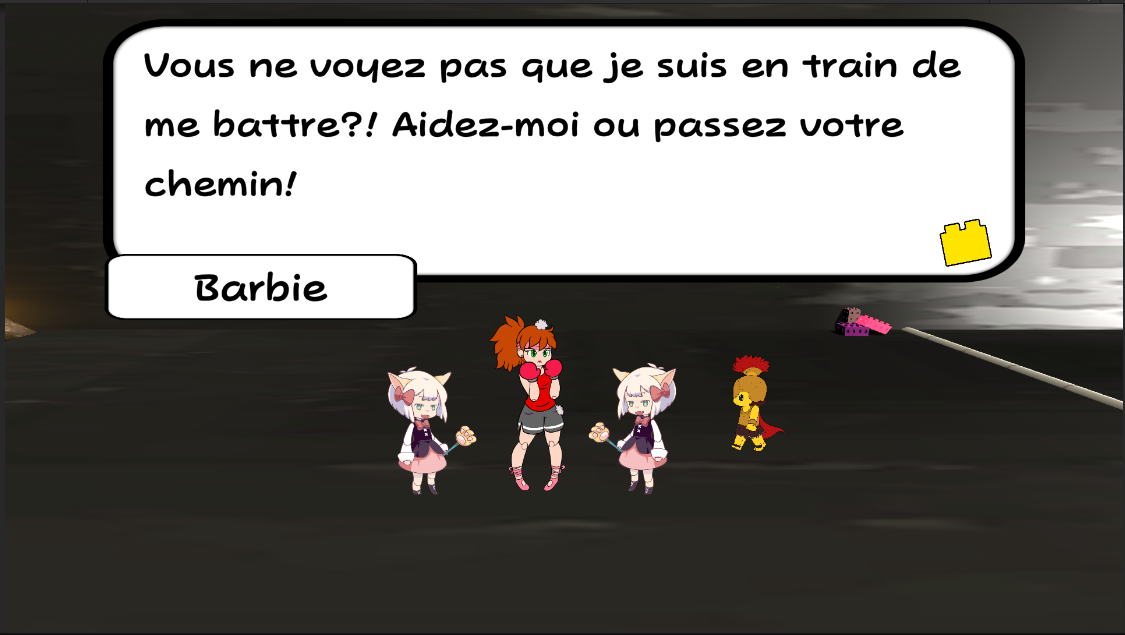 Vous ne voyez pas que je suis en train de
me battre?! Aidez-moi ou passez votre
chemin!
Barbie